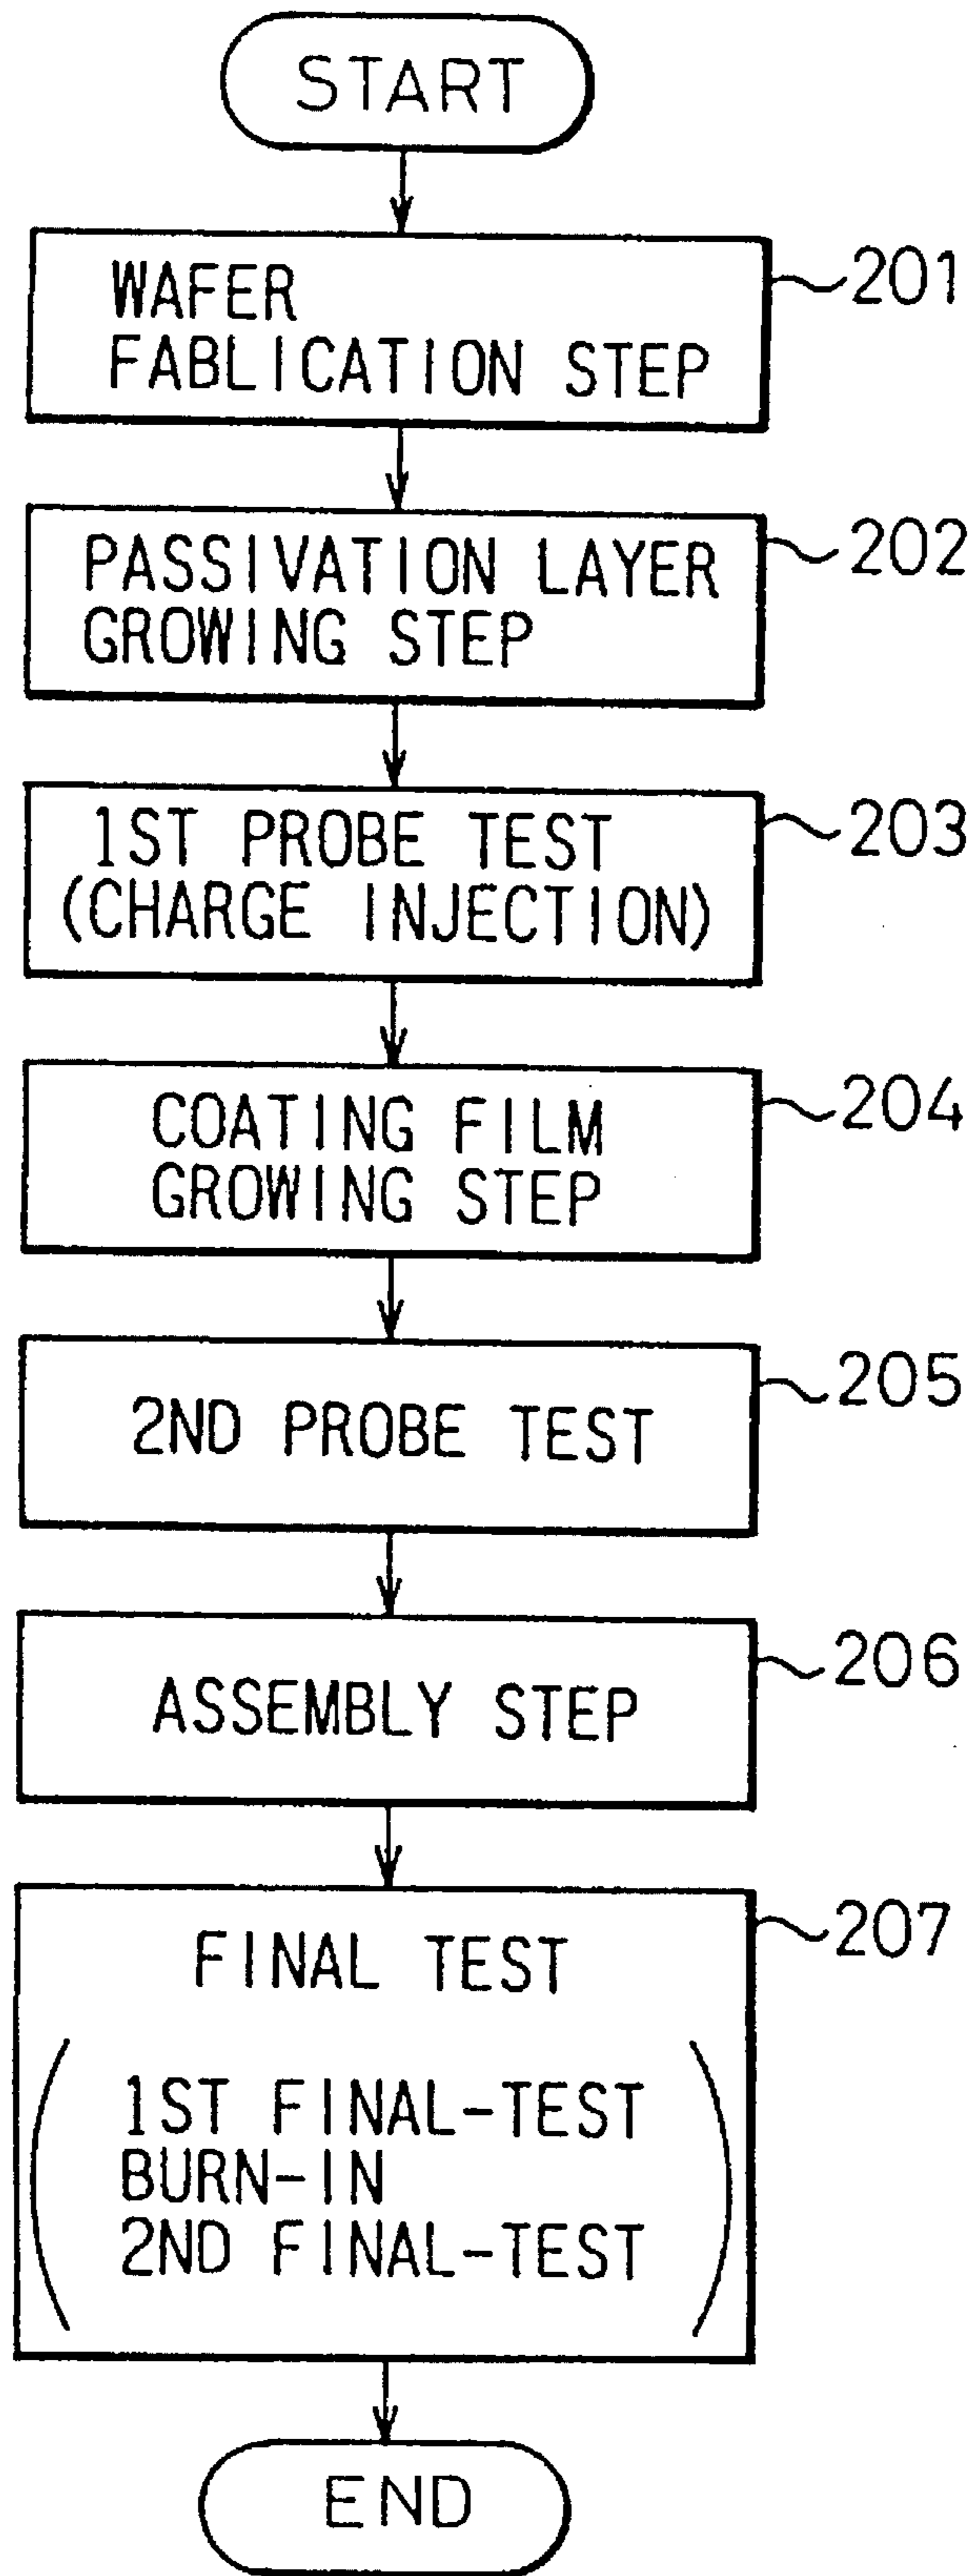 START
WAFER
FABLICATION STEP
201
PASSIVATION LAYER
GROWING STEP
202
1ST PROBE TEST
(CHARGE INJECTION)
203
COATING FILM
GROWING STEP
204
2ND PROBE TEST
205
ASSEMBLY STEP
206
FINAL TEST
207
(1ST FINAL-TEST
BURN-IN
2ND FINAL-TEST)
END